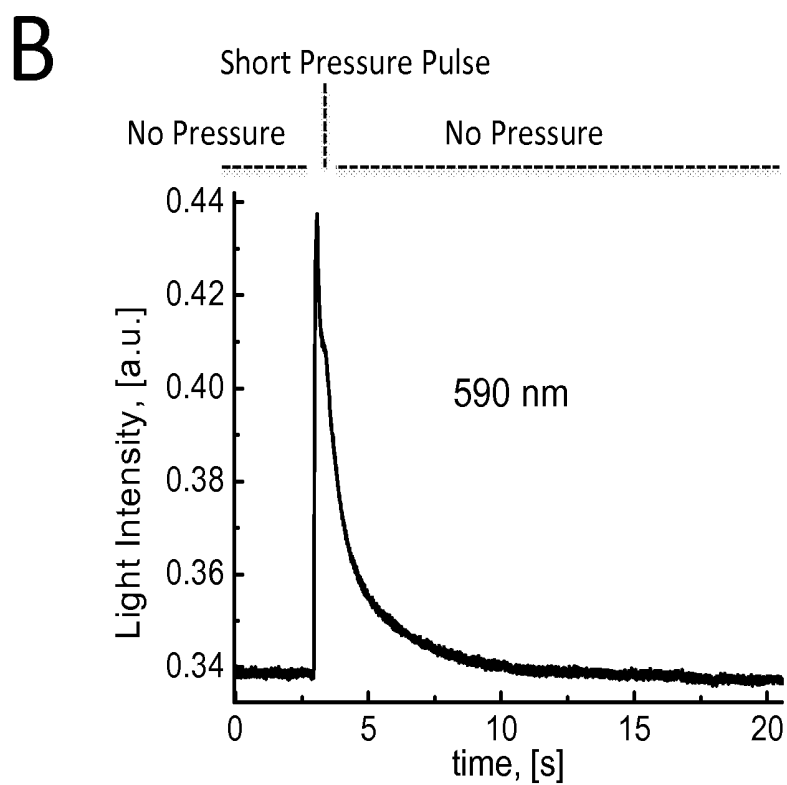 B
Short Pressure Pulse
No Pressure No Pressure
0.44
0.42
0.40
0.38
0.36
0.34
Light Intensity, [a.u.]
590 nm
0 5 10 15 20
time, [s]